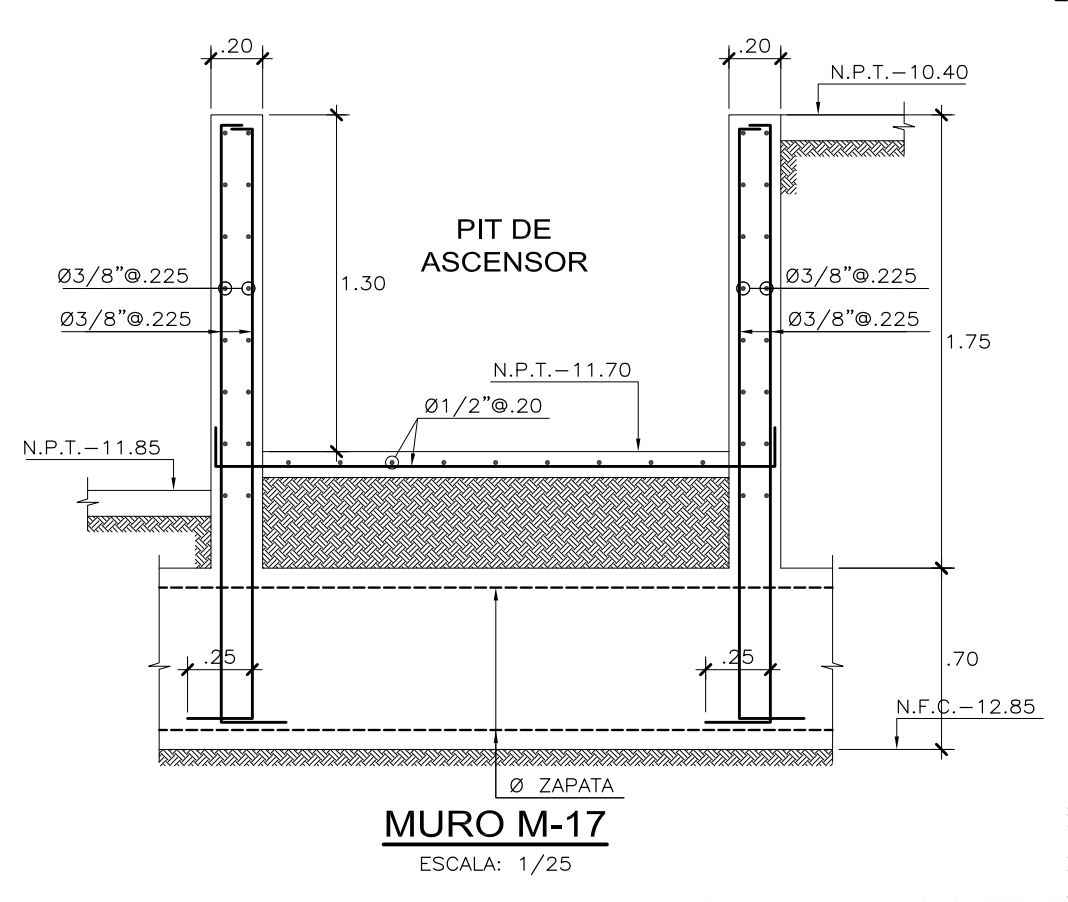 .20
.20
N.P.T.-10.40
PIT DE
ASCENSOR
Ø3/8"@.225
1.30
Ø3/8"@.225
Ø3/8"@.225
Ø3/8"@.225
1.75
N.P.T.-11.70
Ø1/2"@.20
N.P.T.-11.85
.25
.25
.70
N.F.C.-12.85
Ø ZAPATA
MURO M-17
ESCALA: 1/25